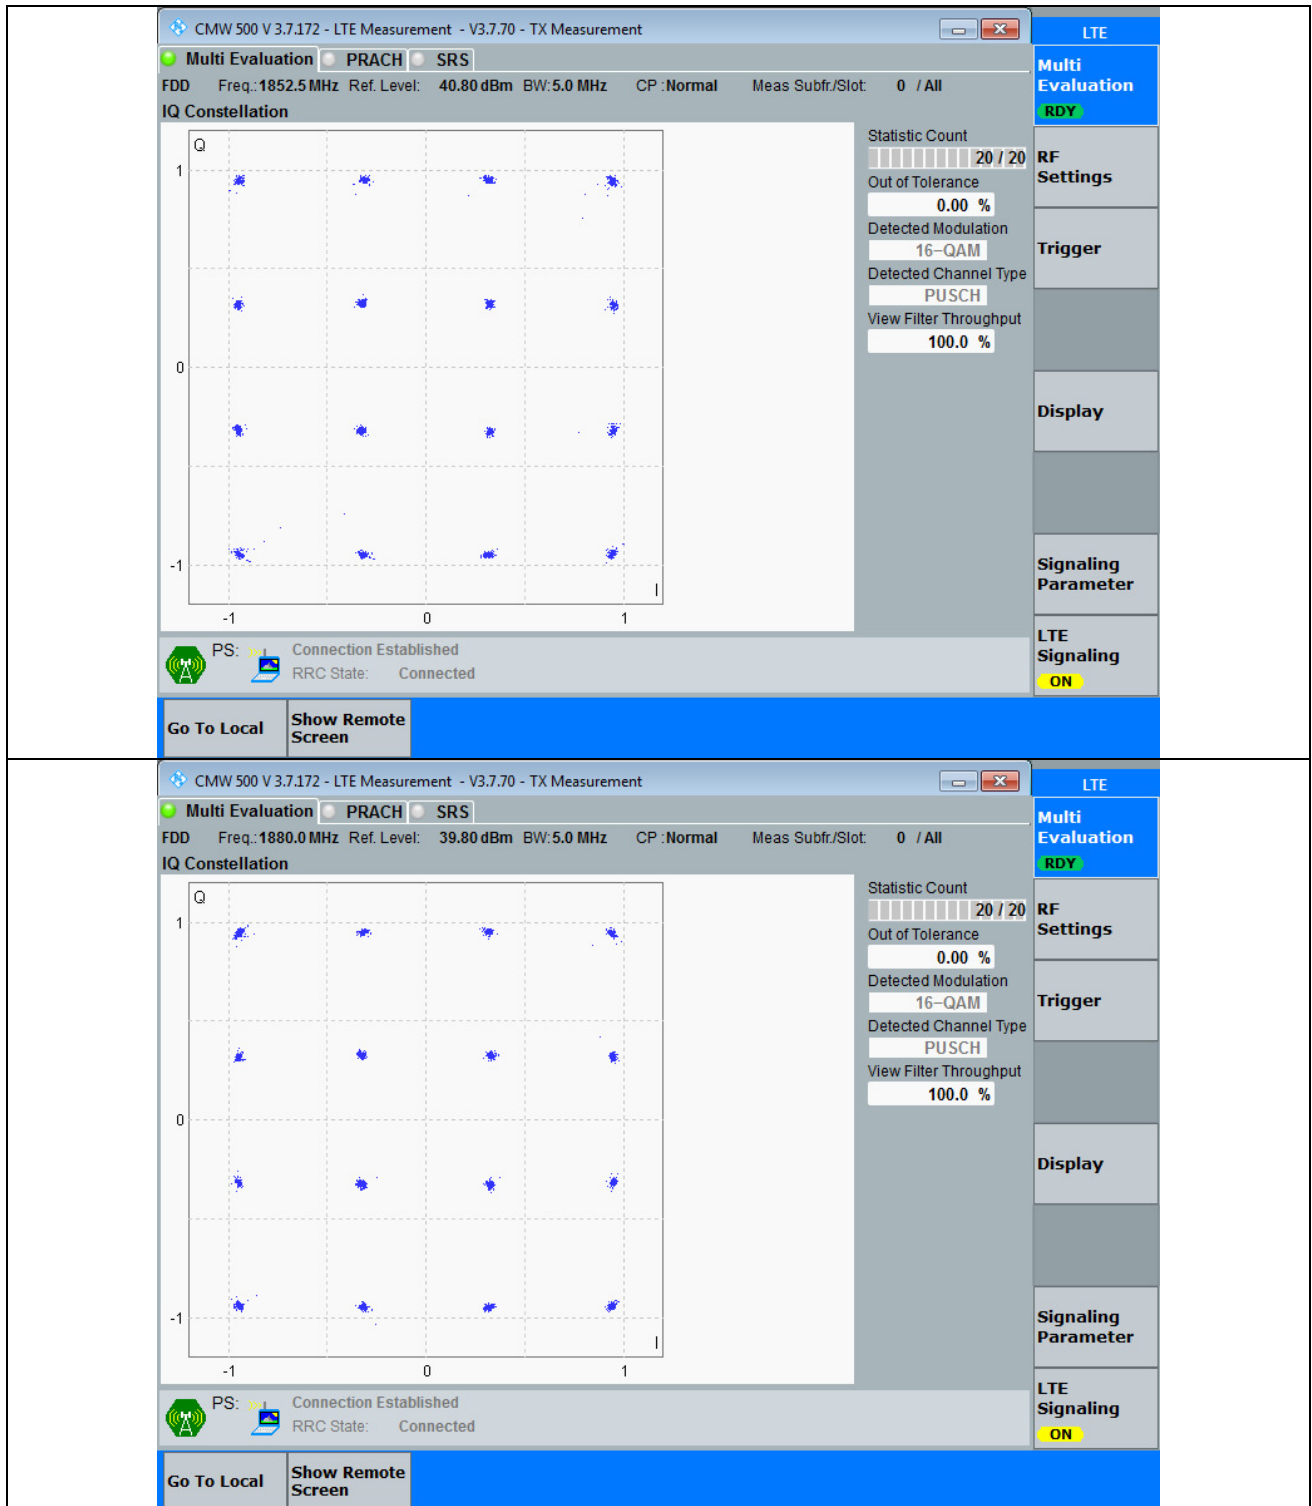 CMW 500 V 3.7.172 - LTE Measurement - V3.7.70 - TX Measurement
LTE
Multi Evaluation PRACH SRS
FDD Freq.:1852.5 MHz Ref. Level: 40.80 dBm BW:5.0 MHz CP :Normal Meas Subfr./Slot: 0 / All
IQ Constellation
Q
1
0
-1
I
-1 0 1
Statistic Count
20 / 20
Out of Tolerance
0.00 %
Detected Modulation
16-QAM
Detected Channel Type
PUSCH
View Filter Throughput
100.0 %
Multi
Evaluation
RDY
RF
Settings
Trigger
Display
Signaling
Parameter
LTE
Signaling
ON
PS: Connection Established
RRC State: Connected
Go To Local
Show Remote
Screen
CMW 500 V 3.7.172 - LTE Measurement - V3.7.70 - TX Measurement
LTE
Multi Evaluation PRACH SRS
FDD Freq.:1880.0 MHz Ref. Level: 39.80 dBm BW:5.0 MHz CP :Normal Meas Subfr./Slot: 0 / All
IQ Constellation
Q
1
0
-1
I
-1 0 1
Statistic Count
20 / 20
Out of Tolerance
0.00 %
Detected Modulation
16-QAM
Detected Channel Type
PUSCH
View Filter Throughput
100.0 %
Multi
Evaluation
RDY
RF
Settings
Trigger
Display
Signaling
Parameter
LTE
Signaling
ON
PS: Connection Established
RRC State: Connected
Go To Local
Show Remote
Screen